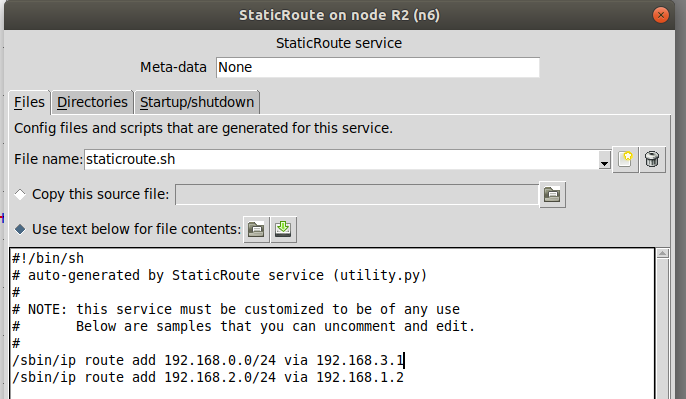 StaticRoute on node R2 (n6)
StaticRoute service
Meta-data None
Files Directories Startup/shutdown
Config files and scripts that are generated for this service.
File name: staticroute.sh
Copy this source file:
Use text below for file contents:
#!/bin/sh
# auto-generated by StaticRoute service (utility.py)
#
# NOTE: this service must be customized to be of any use
#       Below are samples that you can uncomment and edit.
#
/sbin/ip route add 192.168.0.0/24 via 192.168.3.1
/sbin/ip route add 192.168.2.0/24 via 192.168.1.2